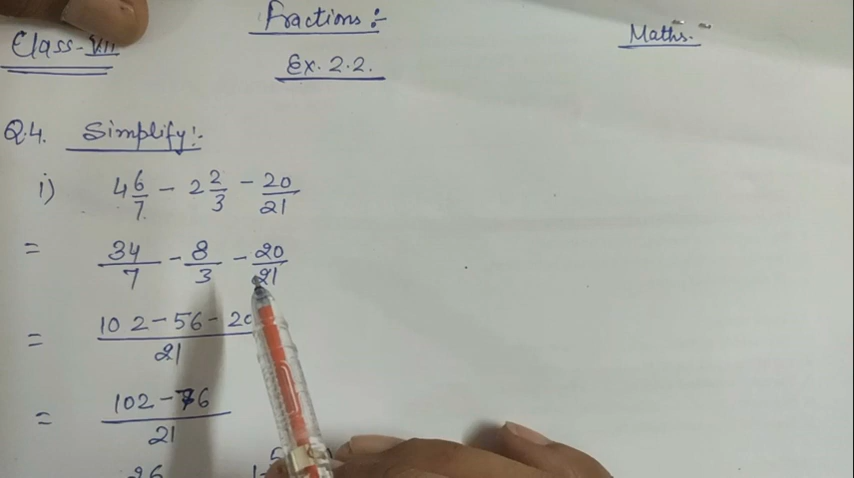 Fractions:-
Class-VII
Maths.
Ex. 2.2.
Q.4. Simplify:-
i) 4 6/7 - 2 2/3 - 20/21
= 34/7 - 8/3 - 20/21
= 102-56-20/21
= 102-76/21
26